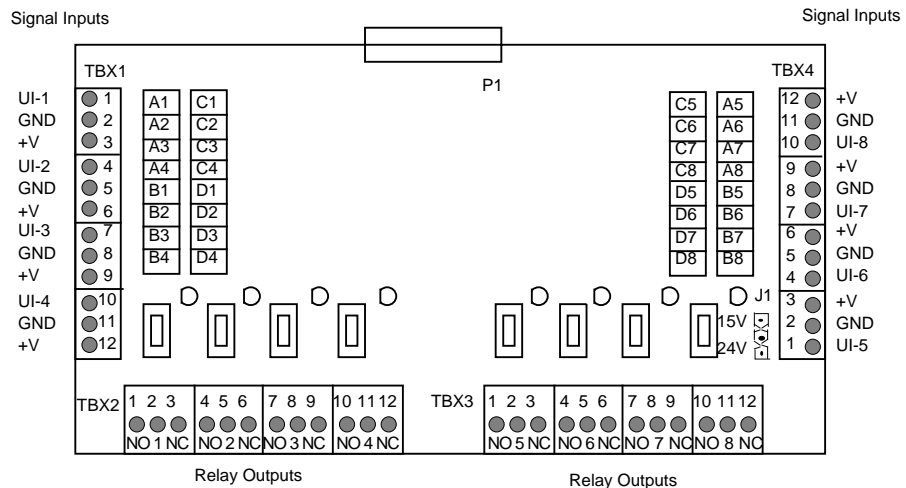 Signal Inputs Signal Inputs
P1
TBX1 TBX4
UI-1 1 A1 C1 C5 A5 12 +V
GND 2 A2 C2 C6 A6 11 GND
+V 3 A3 C3 C7 A7 10 UI-8
UI-2 4 A4 C4 C8 A8 9 +V
GND 5 B1 D1 D5 B5 8 GND
+V 6 B2 D2 D6 B6 7 UI-7
UI-3 7 B3 D3 D7 B7 6 +V
GND 8 B4 D4 D8 B8 5 GND
+V 9 4 UI-6
UI-4 10 J1 3 +V
GND 11 15V 2 GND
+V 12 24V 1 UI-5
TBX2 1 2 3 4 5 6 7 8 9 10 11 12 TBX3 1 2 3 4 5 6 7 8 9 10 11 12
NO 1 NC NO 2 NC NO 3 NC NO 4 NC NO 5 NC NO 6 NC NO 7 NC NO 8 NC
Relay Outputs Relay Outputs